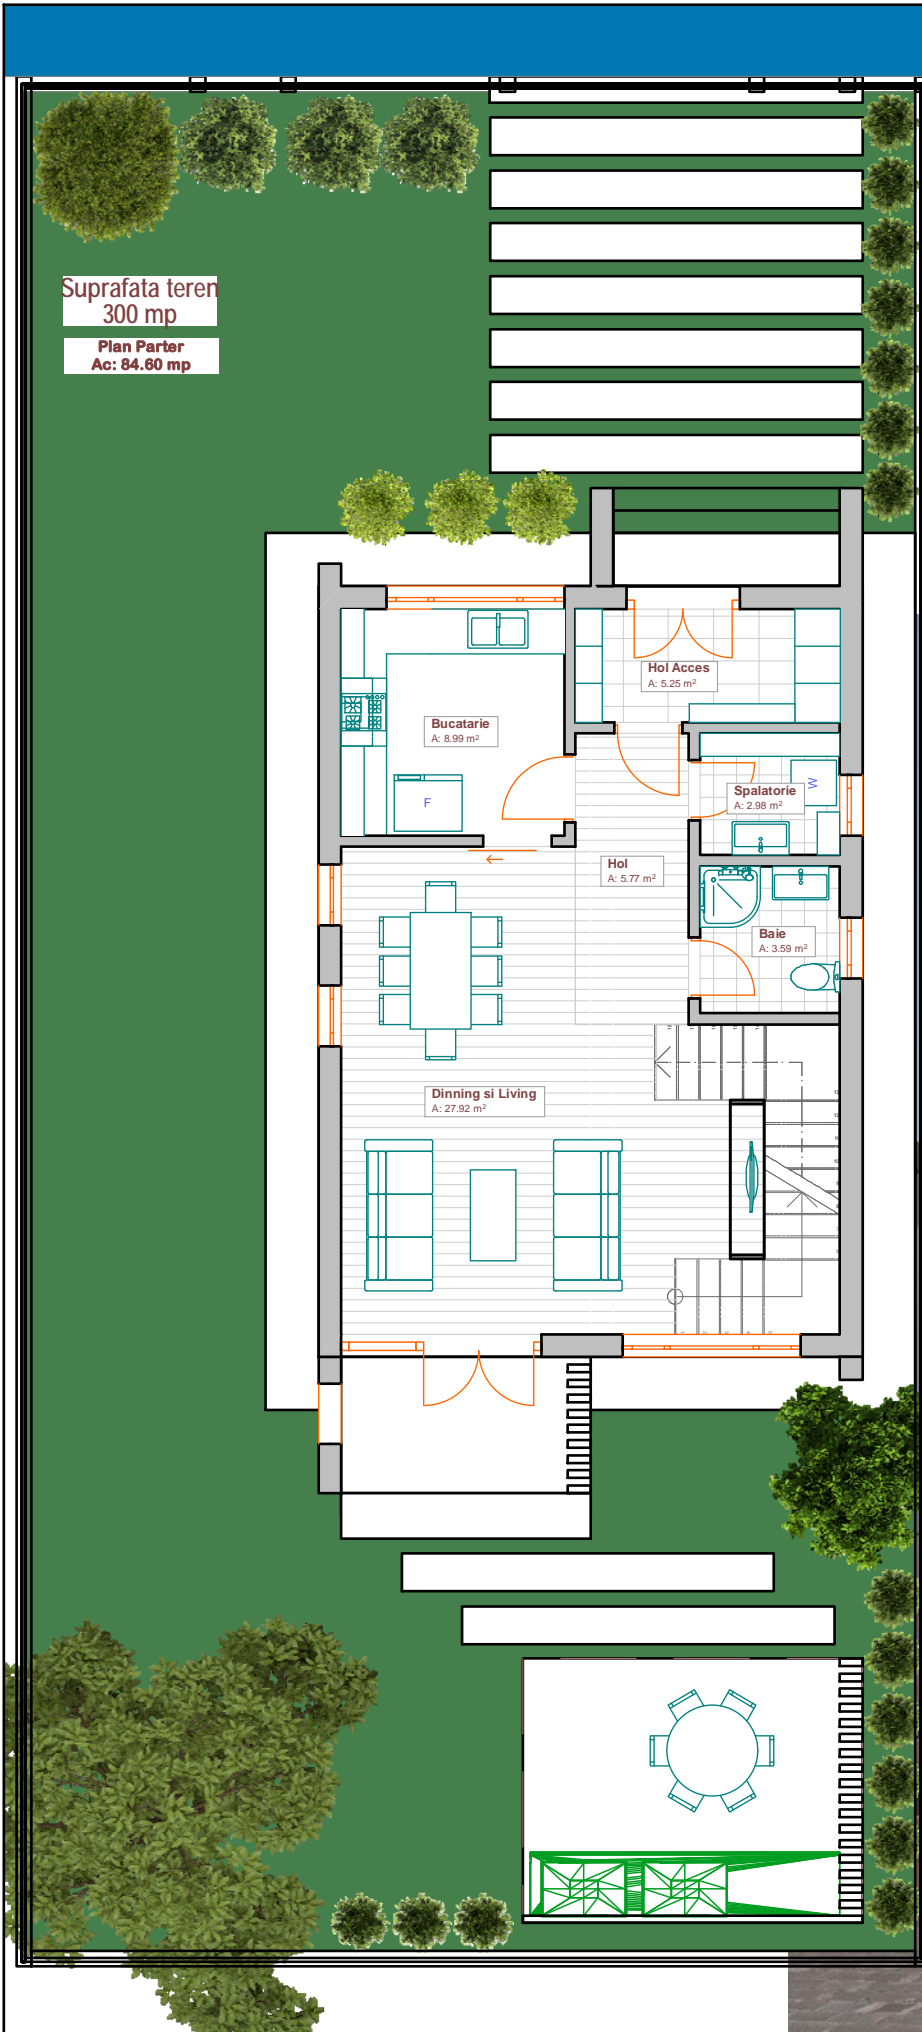 Suprafata teren
300 mp
Plan Parter
Ac: 84.60 mp
Hol Acces
A: 5.25 m²
Bucatarie
A: 8.99 m²
Spalatorie
A: 2.98 m²
W
F
Hol
A: 5.77 m²
Baie
A: 3.59 m²
Dinning si Living
A: 27.92 m²